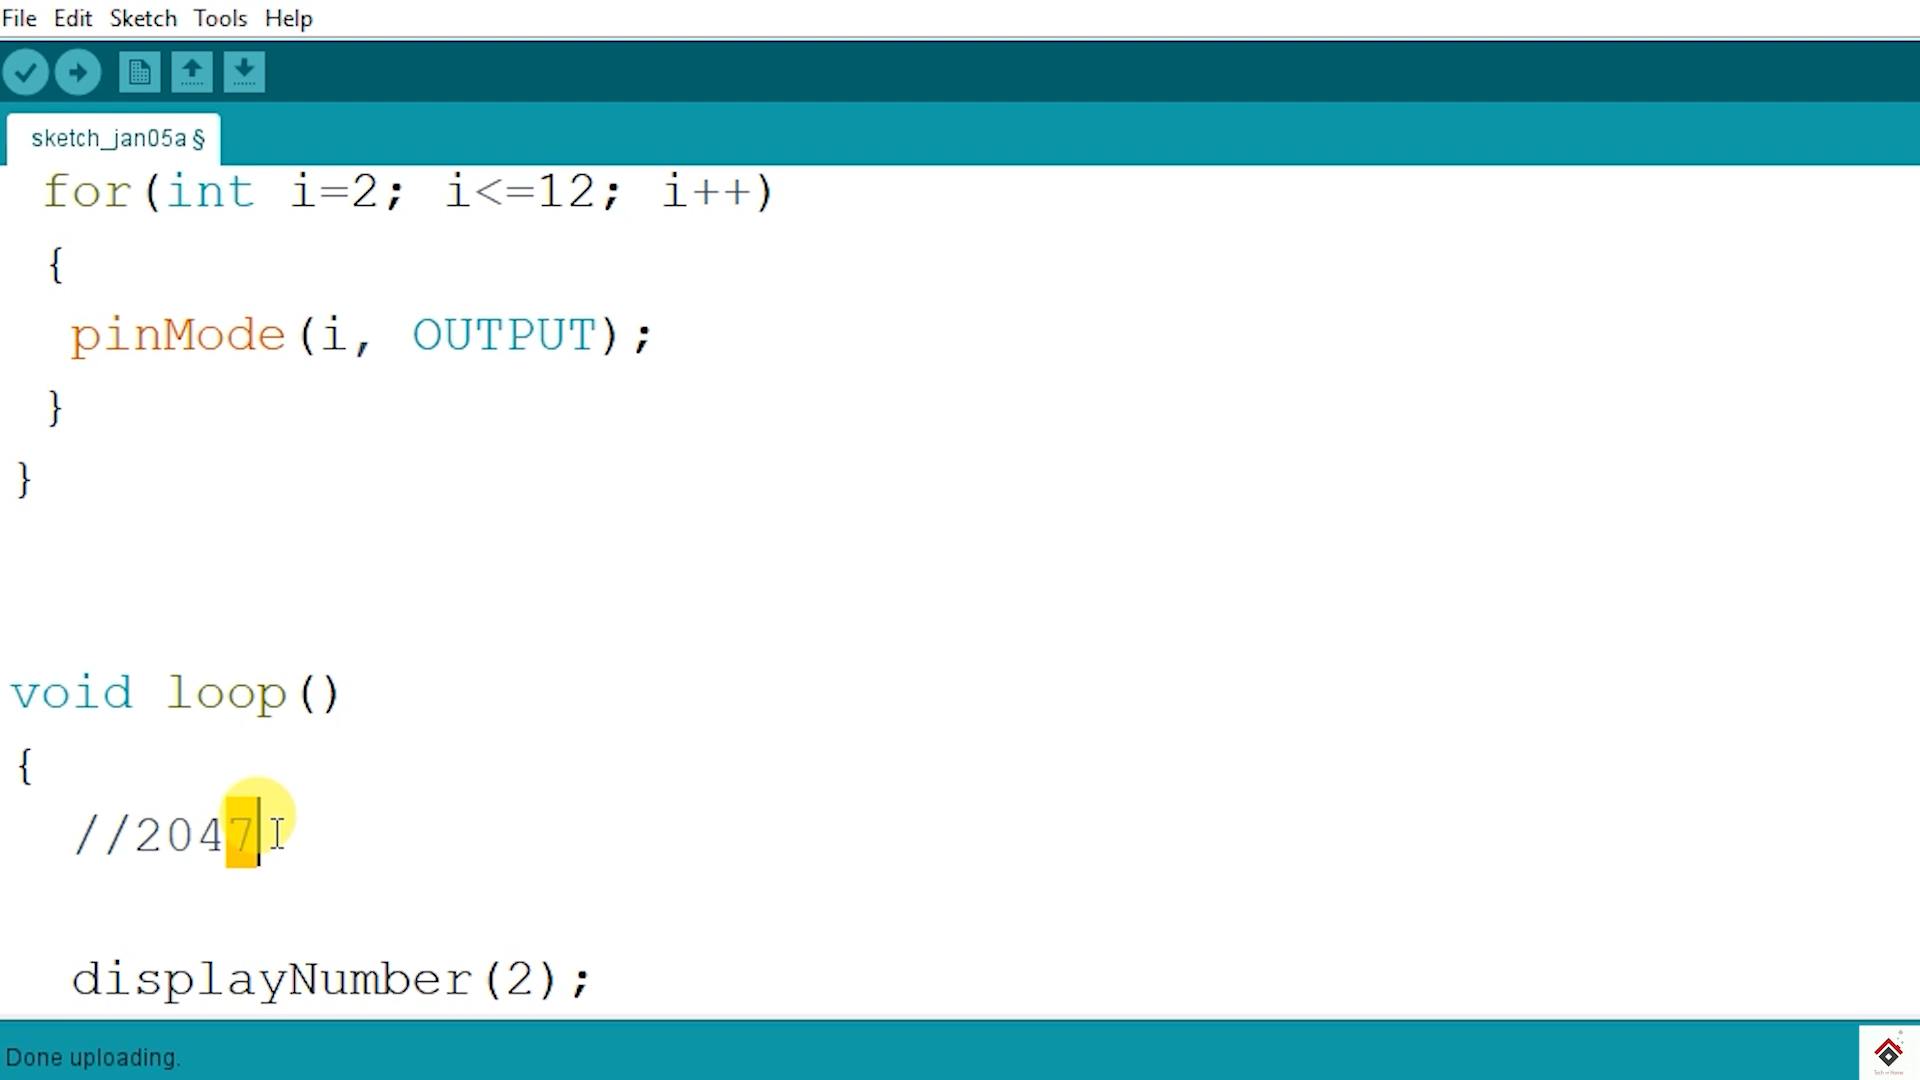 File Edit Sketch Tools Help
sketch_jan05a §
for(int i=2; i<=12; i++)
{
pinMode(i, OUTPUT);
}
}
void loop()
{
//2047
displayNumber(2);
Done uploading.